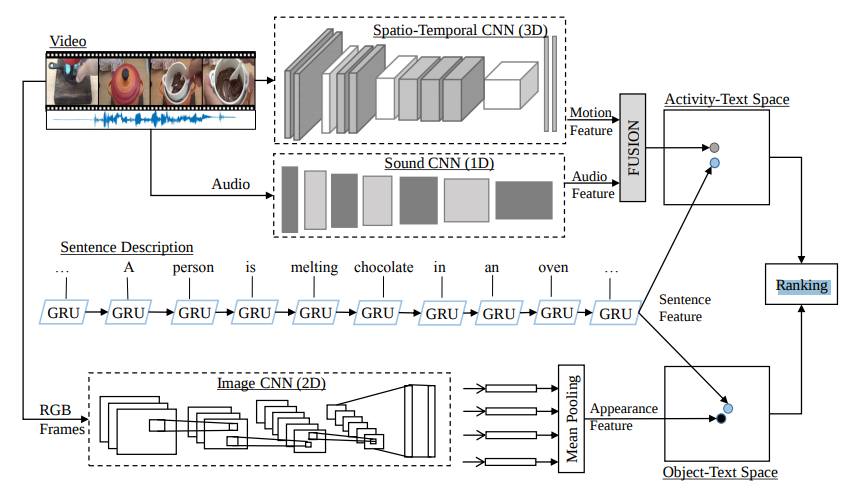 Video
Spatio-Temporal CNN (3D)
Motion
Feature
FUSION
Activity-Text Space
Audio
Sound CNN (1D)
Audio
Feature
Sentence Description
... A person is melting chocolate in an oven ...
GRU GRU GRU GRU GRU GRU GRU GRU GRU GRU
Sentence
Feature
Ranking
RGB
Frames
Image CNN (2D)
Mean Pooling
Appearance
Feature
Object-Text Space